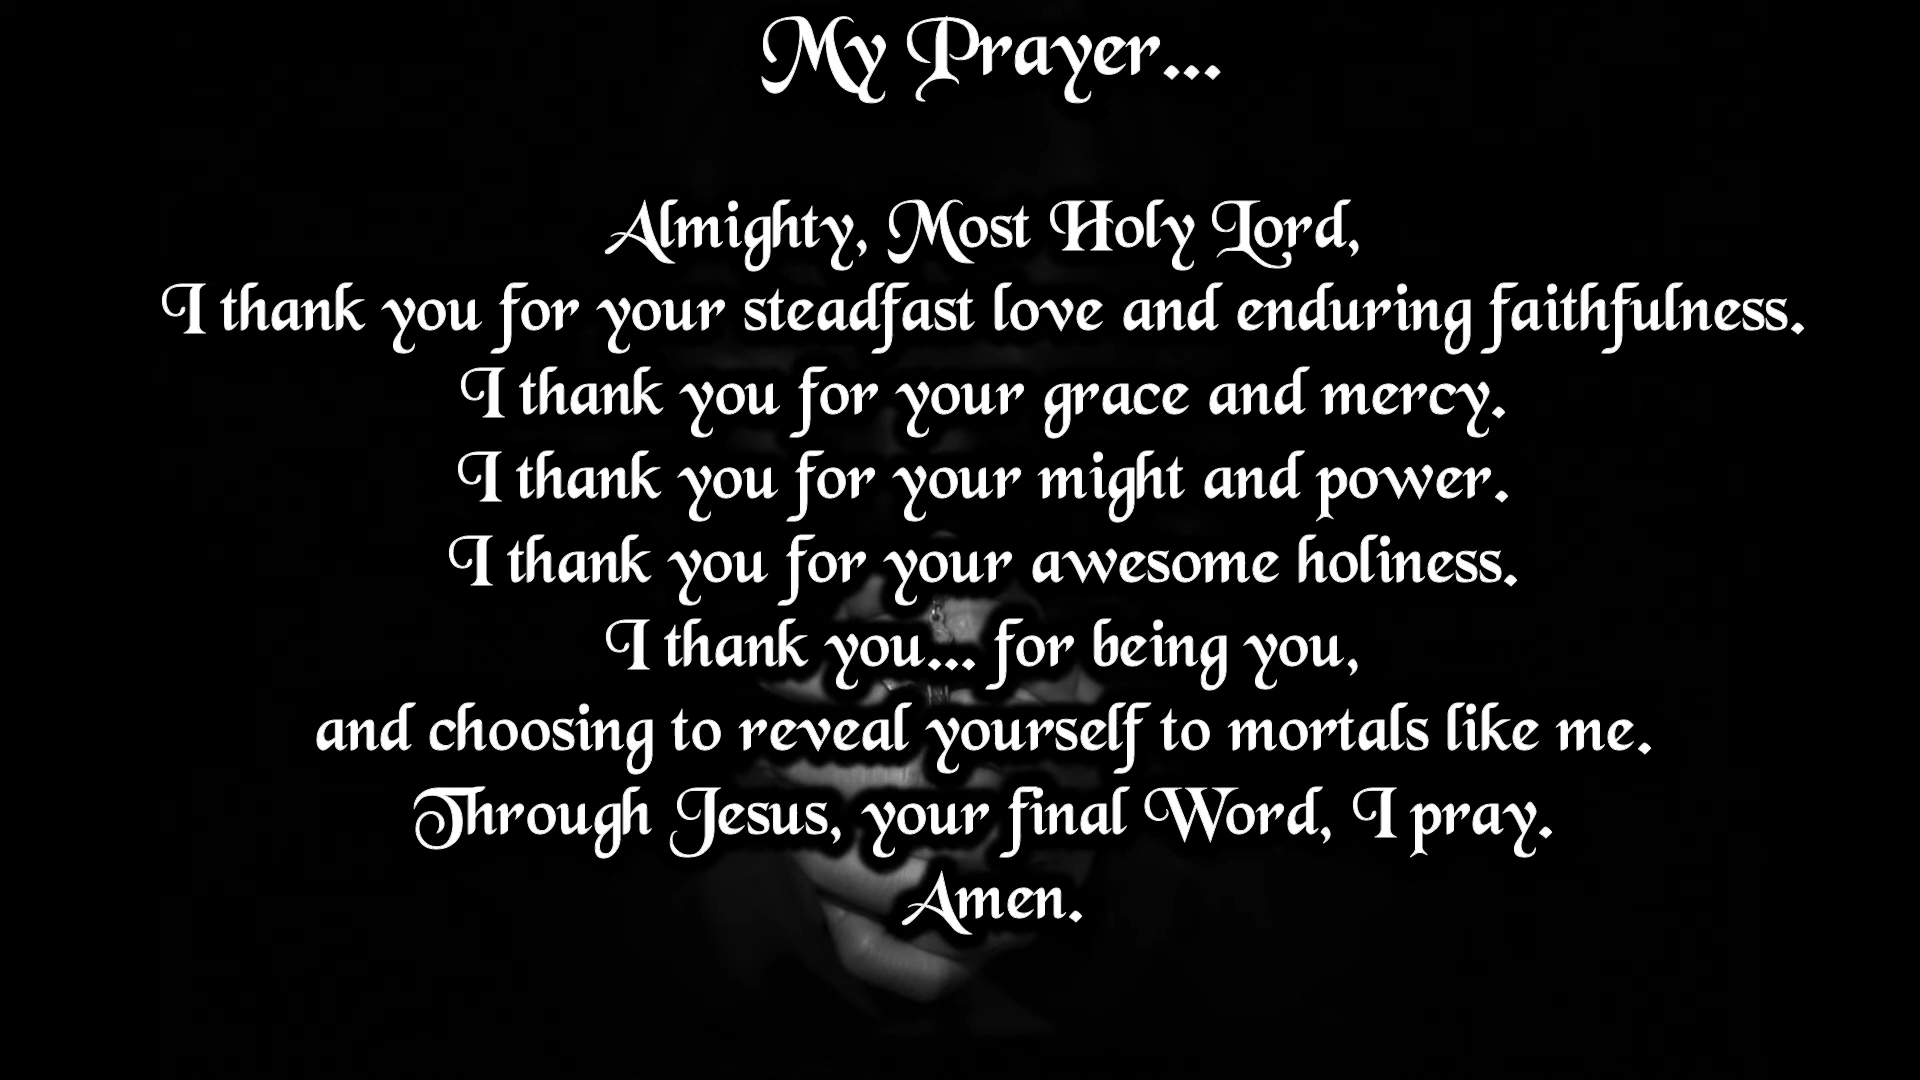 My Prayer...
Almighty, Most Holy Lord,
I thank you for your steadfast love and enduring faithfulness.
I thank you for your grace and mercy.
I thank you for your might and power.
I thank you for your awesome holiness.
I thank you... for being you,
and choosing to reveal yourself to mortals like me.
Through Jesus, your final Word, I pray.
Amen.